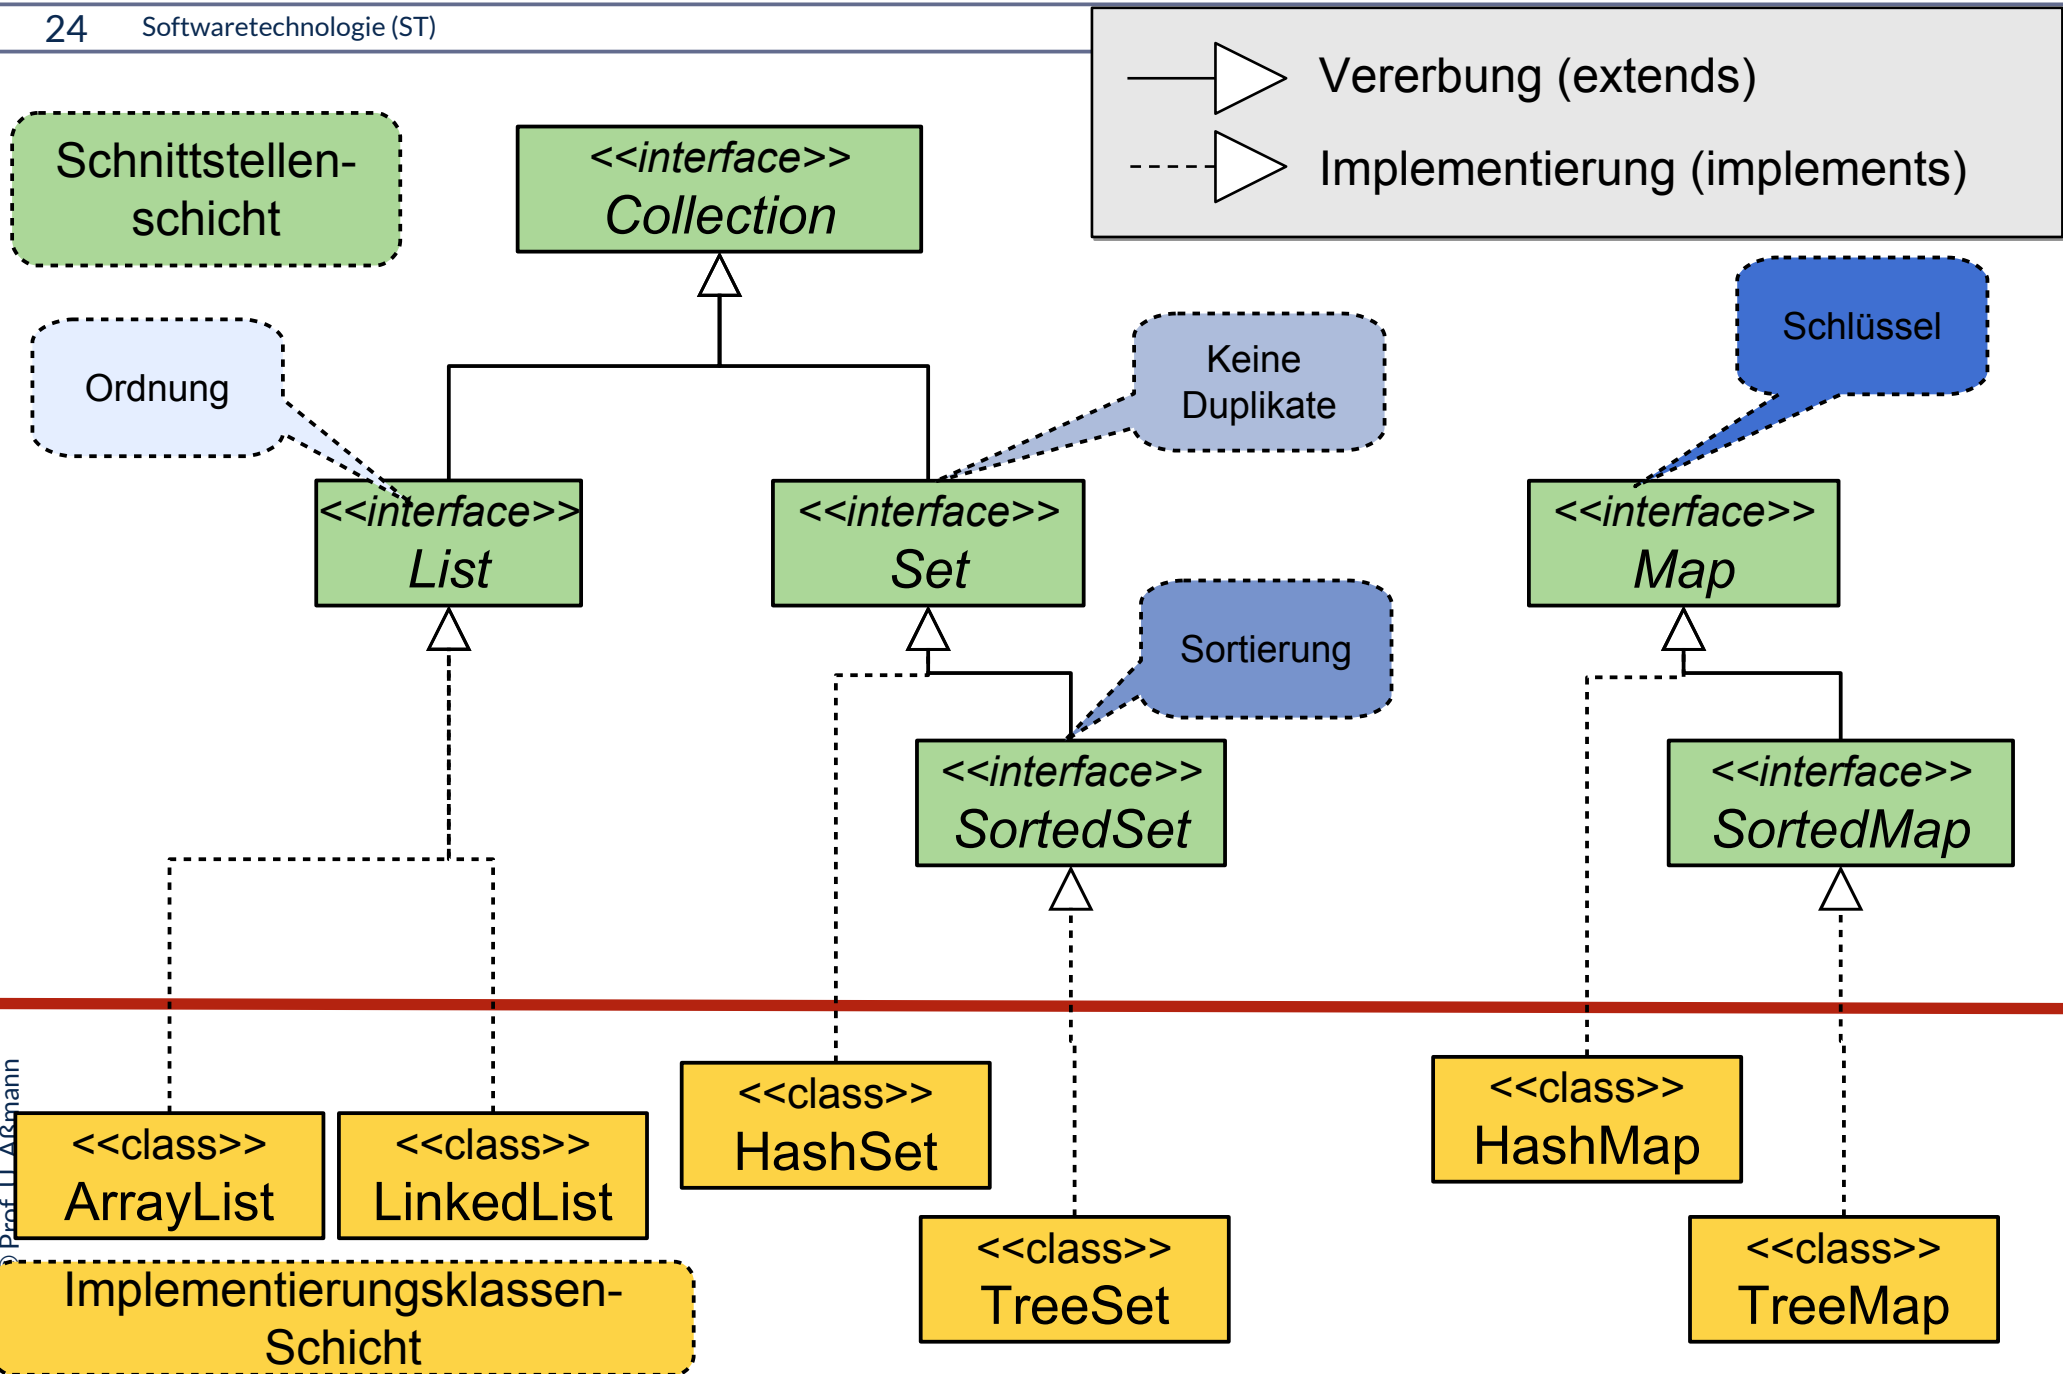 24 Softwaretechnologie (ST)
Vererbung (extends)
Implementierung (implements)
Schnittstellen-
schicht
<<interface>>
Collection
Ordnung
Keine
Duplikate
Schlüssel
<<interface>>
List
<<interface>>
Set
<<interface>>
Map
Sortierung
<<interface>>
SortedSet
<<interface>>
SortedMap
<<class>>
ArrayList
<<class>>
LinkedList
<<class>>
HashSet
<<class>>
TreeSet
<<class>>
HashMap
<<class>>
TreeMap
Implementierungsklassen-
Schicht
Prof. U. Aßmann